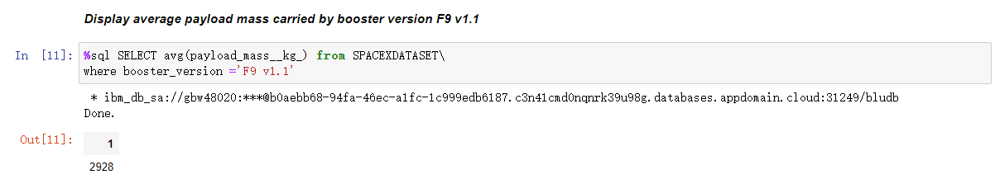 Display average payload mass carried by booster version F9 v1.1
In [11]: %sql SELECT avg(payload_mass__kg_) from SPACEXDATASET\
where booster_version ='F9 v1.1'
* ibm_db_sa://gbw48020:***@b0aebb68-94fa-46ec-a1fc-1c999edb6187.c3n41cmd0nqnrk39u98g.databases.appdomain.cloud:31249/bludb
Done.
Out[11]: 1
2928